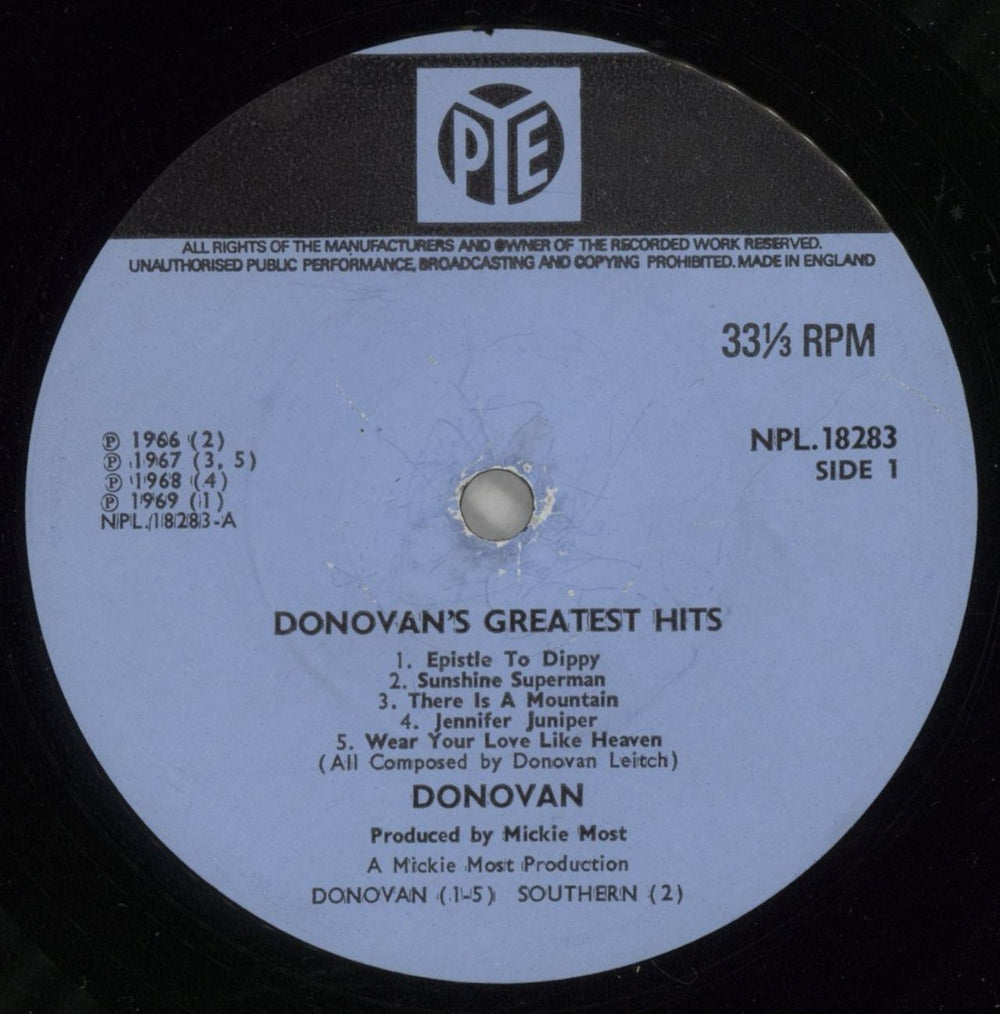 PYE
ALL RIGHTS OF THE MANUFACTURERS AND OWNER OF THE RECORDED WORK RESERVED.
UNAUTHORISED PUBLIC PERFORMANCE, BROADCASTING AND COPYING PROHIBITED. MADE IN ENGLAND
33⅓ RPM
℗ 1966 (2)
℗ 1967 (3, 5)
℗ 1968 (4)
℗ 1969 (1)
NPL.18283-A
NPL.18283
SIDE 1
DONOVAN'S GREATEST HITS
1. Epistle To Dippy
2. Sunshine Superman
3. There Is A Mountain
4. Jennifer Juniper
5. Wear Your Love Like Heaven
(All Composed by Donovan Leitch)
DONOVAN
Produced by Mickie Most
A Mickie Most Production
DONOVAN (1-5) SOUTHERN (2)